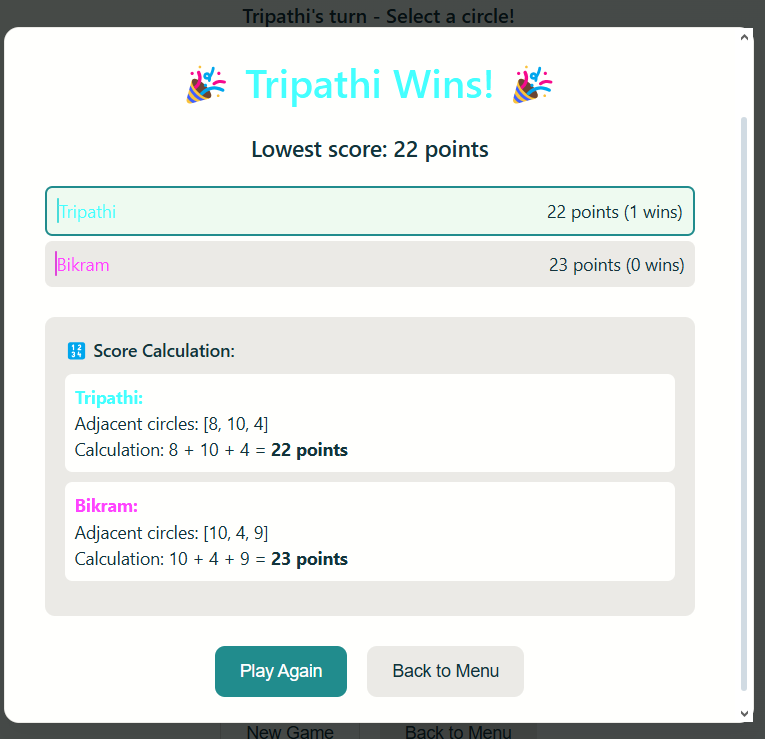 Tripathi's turn - Select a circle!
🎉 Tripathi Wins! 🎉
Lowest score: 22 points
Tripathi 22 points (1 wins)
Bikram 23 points (0 wins)
🔢 Score Calculation:
Tripathi:
Adjacent circles: [8, 10, 4]
Calculation: 8 + 10 + 4 = 22 points
Bikram:
Adjacent circles: [10, 4, 9]
Calculation: 10 + 4 + 9 = 23 points
Play Again Back to Menu
New Game Back to Menu